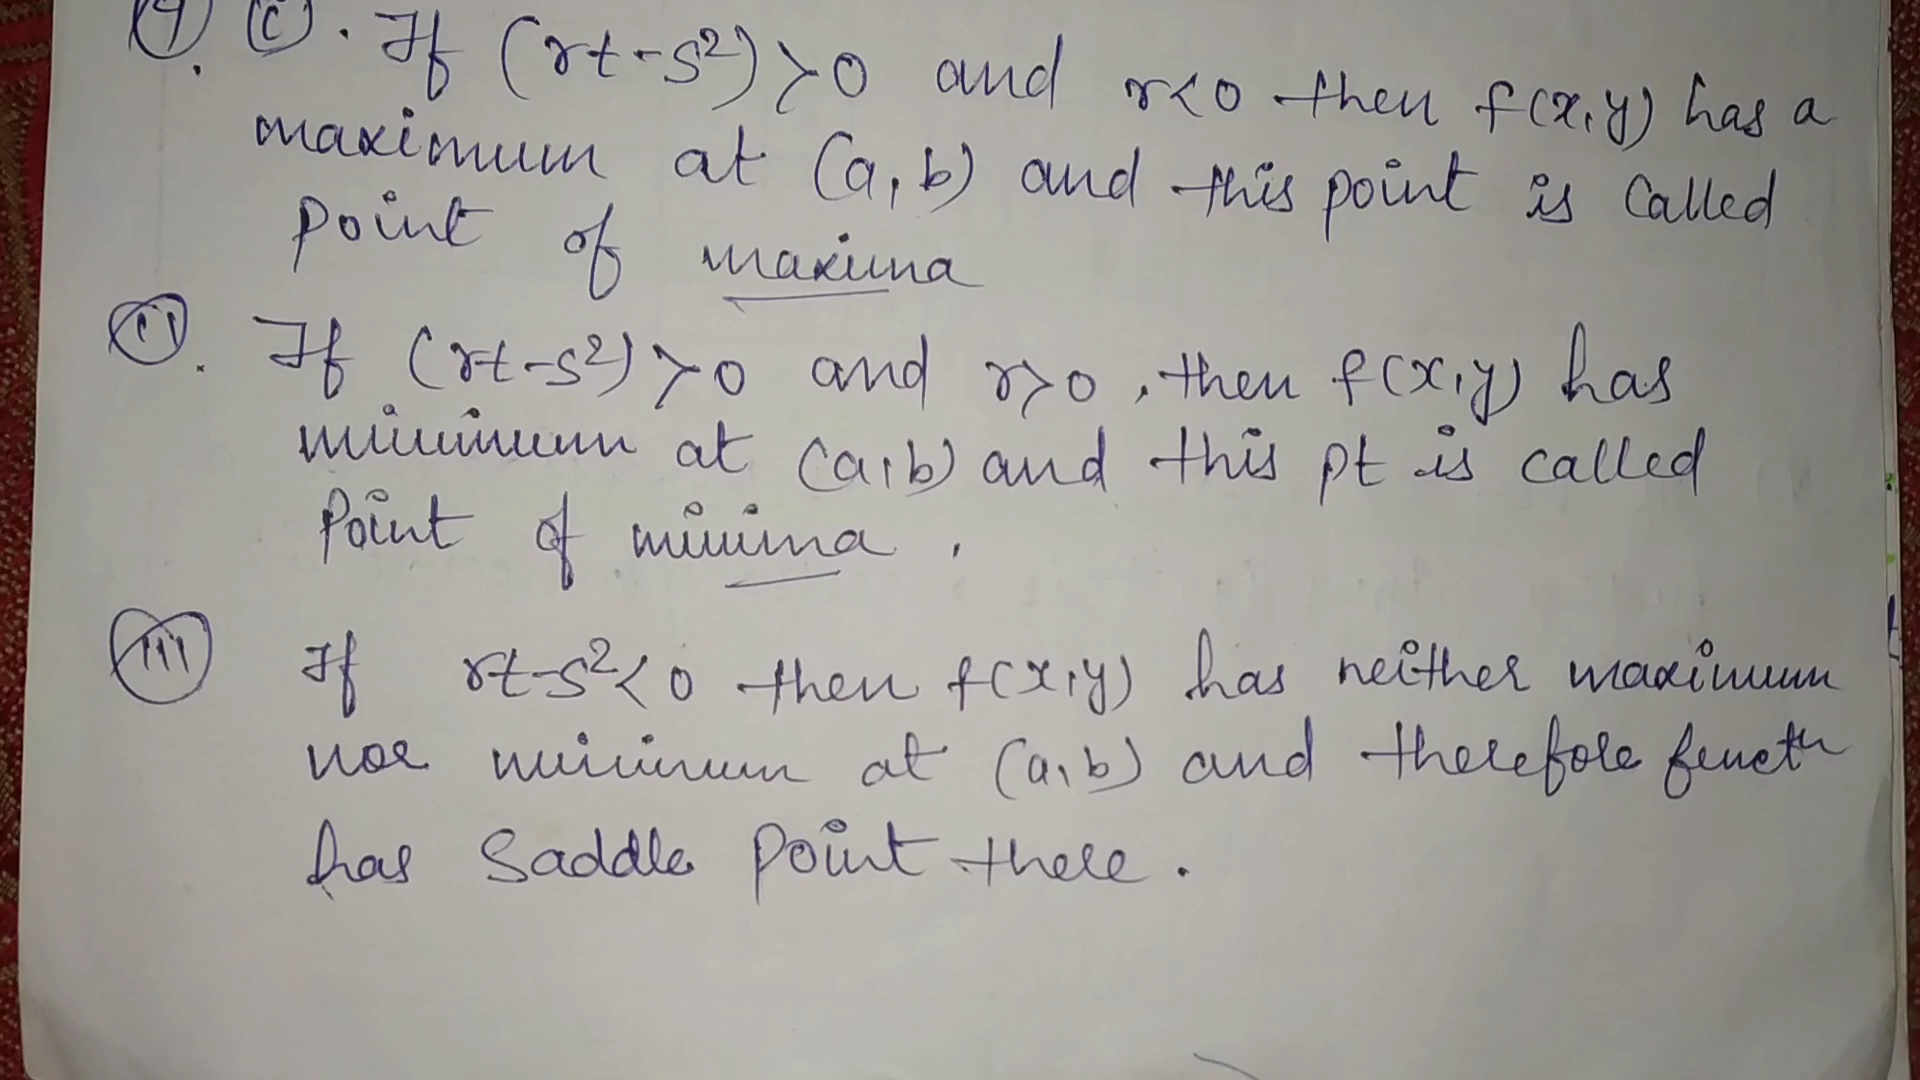 4. (i). If (rt-s²)>0 and r<0 then f(x,y) has a
maximum at (a,b) and this point is called
point of maxima
(ii). If (rt-s²)>0 and r>0, then f(x,y) has
minimum at (a,b) and this pt is called
Point of minima.
(iii) If rt-s²<0 then f(x,y) has neither maximum
nor minimum at (a,b) and therefore functn
has Saddle point there.